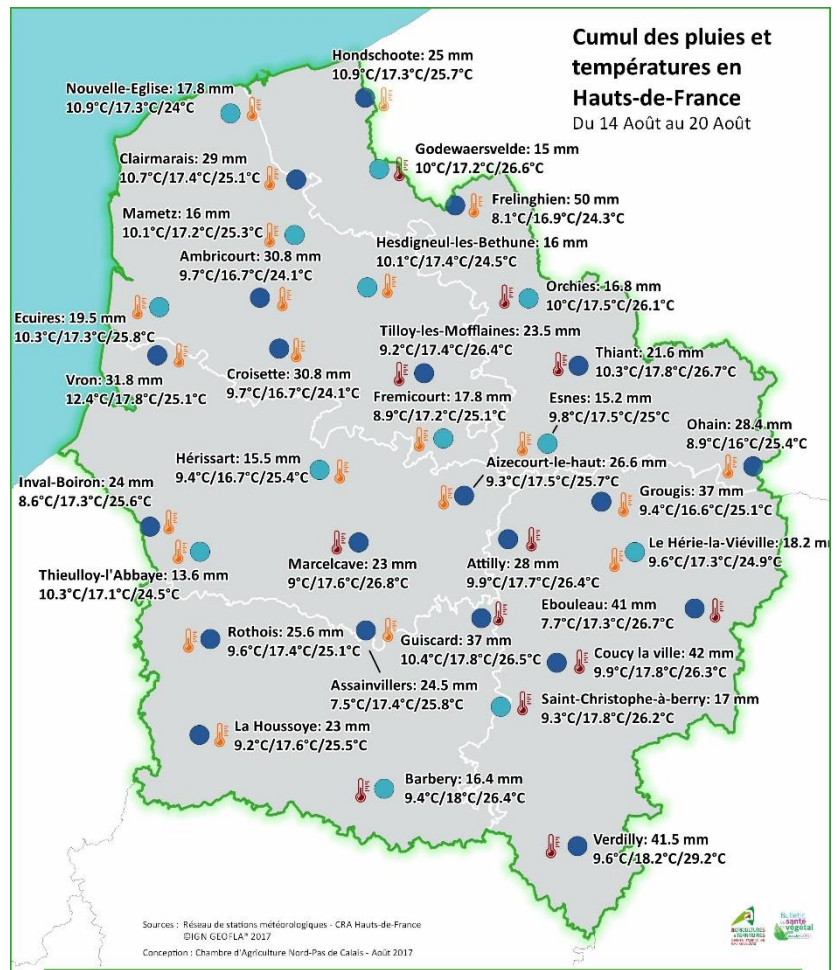 Cumul des pluies et
températures en
Hauts-de-France
Du 14 Août au 20 Août
Hondschoote: 25 mm
10.9°C/17.3°C/25.7°C
Nouvelle-Eglise: 17.8 mm
10.9°C/17.3°C/24°C
Godewaersvelde: 15 mm
10°C/17.2°C/26.6°C
Clairmarais: 29 mm
10.7°C/17.4°C/25.1°C
Frelinghien: 50 mm
8.1°C/16.9°C/24.3°C
Mametz: 16 mm
10.1°C/17.2°C/25.3°C
Hesdigneul-les-Bethune: 16 mm
10.1°C/17.4°C/24.5°C
Ambricourt: 30.8 mm
9.7°C/16.7°C/24.1°C
Orchies: 16.8 mm
10°C/17.5°C/26.1°C
Ecuires: 19.5 mm
10.3°C/17.3°C/25.8°C
Tilloy-les-Mofflaines: 23.5 mm
9.2°C/17.4°C/26.4°C
Thiant: 21.6 mm
10.3°C/17.8°C/26.7°C
Vron: 31.8 mm
12.4°C/17.8°C/25.1°C
Croisette: 30.8 mm
9.7°C/16.7°C/24.1°C
Fremicourt: 17.8 mm
8.9°C/17.2°C/25.1°C
Esnes: 15.2 mm
9.8°C/17.5°C/25°C
Ohain: 28.4 mm
8.9°C/16°C/25.4°C
Hérissart: 15.5 mm
9.4°C/16.7°C/25.4°C
Aizecourt-le-haut: 26.6 mm
9.3°C/17.5°C/25.7°C
Inval-Boiron: 24 mm
8.6°C/17.3°C/25.6°C
Grougis: 37 mm
9.4°C/16.6°C/25.1°C
Le Hérie-la-Viéville: 18.2 mm
9.6°C/17.3°C/24.9°C
Thieulloy-l'Abbaye: 13.6 mm
10.3°C/17.1°C/24.5°C
Marcelcave: 23 mm
9°C/17.6°C/26.8°C
Attilly: 28 mm
9.9°C/17.7°C/26.4°C
Ebouleau: 41 mm
7.7°C/17.3°C/26.7°C
Rothois: 25.6 mm
9.6°C/17.4°C/25.1°C
Guiscard: 37 mm
10.4°C/17.8°C/26.5°C
Coucy la ville: 42 mm
9.9°C/17.8°C/26.3°C
Assainvillers: 24.5 mm
7.5°C/17.4°C/25.8°C
Saint-Christophe-à-berry: 17 mm
9.3°C/17.8°C/26.2°C
La Houssoye: 23 mm
9.2°C/17.6°C/25.5°C
Barbery: 16.4 mm
9.4°C/18°C/26.4°C
Verdilly: 41.5 mm
9.6°C/18.2°C/29.2°C
Sources : Réseau de stations météorologiques - CRA Hauts-de-France
©IGN GEOFLA® 2017
Conception : Chambre d'Agriculture Nord-Pas de Calais - Août 2017
AGRICULTURES
& TERRITOIRES
Bulletin
de santé
végétal